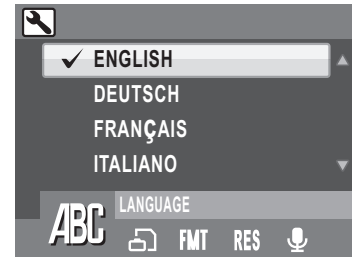 ENGLISH
DEUTSCH
FRANÇAIS
ITALIANO
LANGUAGE
ABC
FMT RES